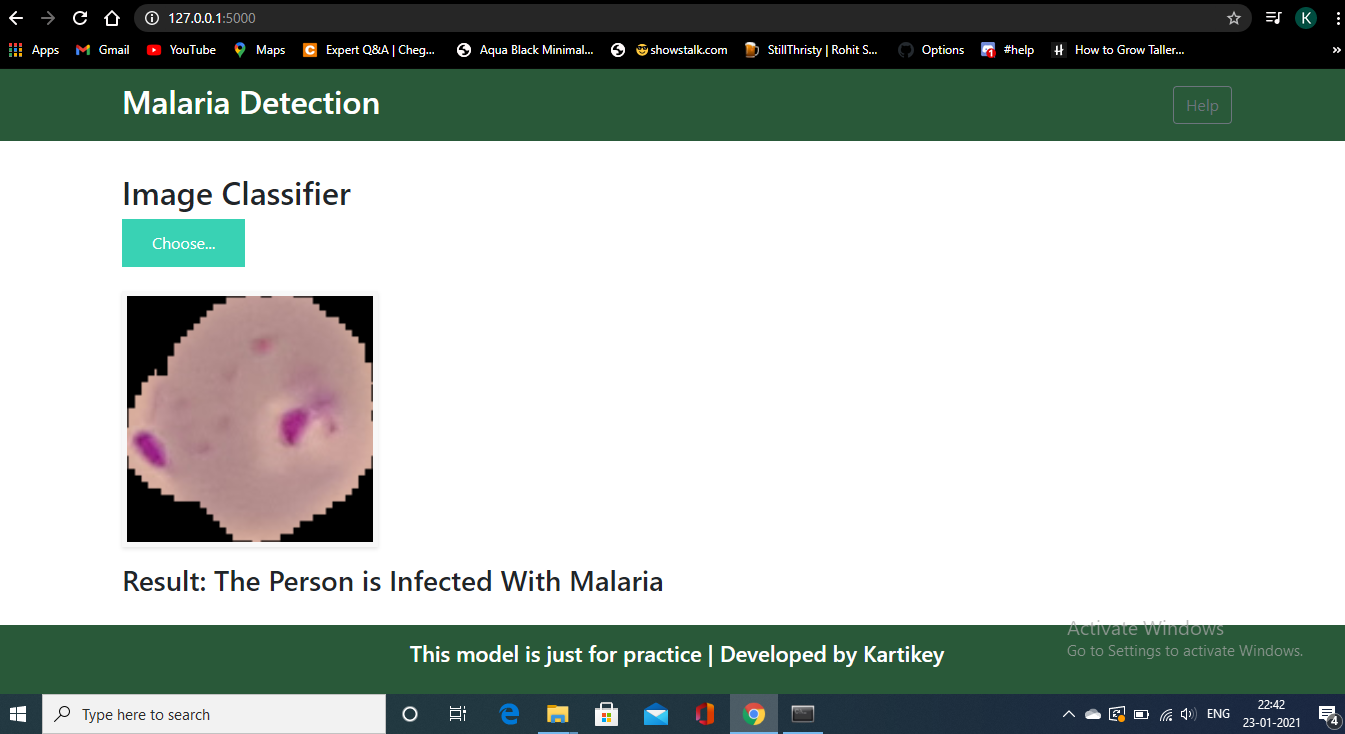 127.0.0.1:5000
K
Apps Gmail YouTube Maps Expert Q&A | Cheg... Aqua Black Minimal... showstalk.com StillThristy | Rohit S... Options #help How to Grow Taller... »
Malaria Detection
Help
Image Classifier
Choose...
Result: The Person is Infected With Malaria
Activate Windows
Go to Settings to activate Windows.
This model is just for practice | Developed by Kartikey
Type here to search
ENG
22:42
23-01-2021
4